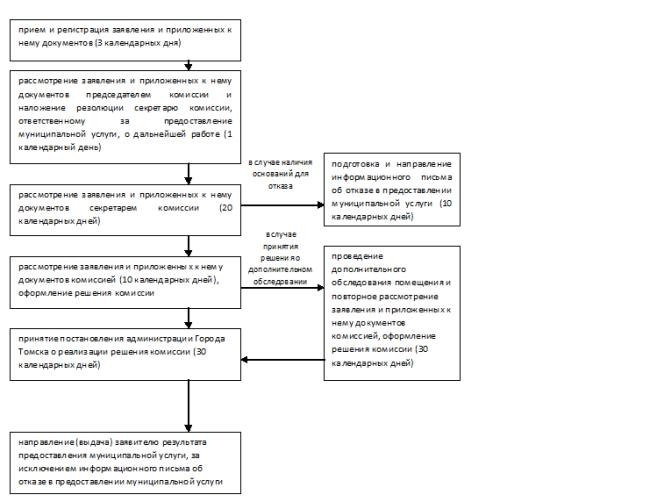 прием и регистрация заявления и приложенных к
нему документов (3 календарных дня)
рассмотрение заявления и приложенных к нему
документов председателем комиссии и
наложение резолюции секретарю комиссии,
ответственному за предоставление
муниципальной услуги, о дальнейшей работе (1
календарный день)
рассмотрение заявления и приложенных к нему
документов секретарем комиссии (20
календарных дней)
в случае наличия
оснований для
отказа
подготовка и направление
информационного письма
об отказе в предоставлении
муниципальной услуги (10
календарных дней)
рассмотрение заявления и приложенных к нему
документов комиссией (10 календарных дней),
оформление решения комиссии
в случае
принятия
решения о
дополнительном
обследовании
проведение
дополнительного
обследования помещения и
повторное рассмотрение
заявления и приложенных к
нему документов
комиссией, оформление
решения комиссии (30
календарных дней)
принятие постановления администрации Города
Томска о реализации решения комиссии (30
календарных дней)
направление (выдача) заявителю результата
предоставления муниципальной услуги, за
исключением информационного письма об
отказе в предоставлении муниципальной услуги